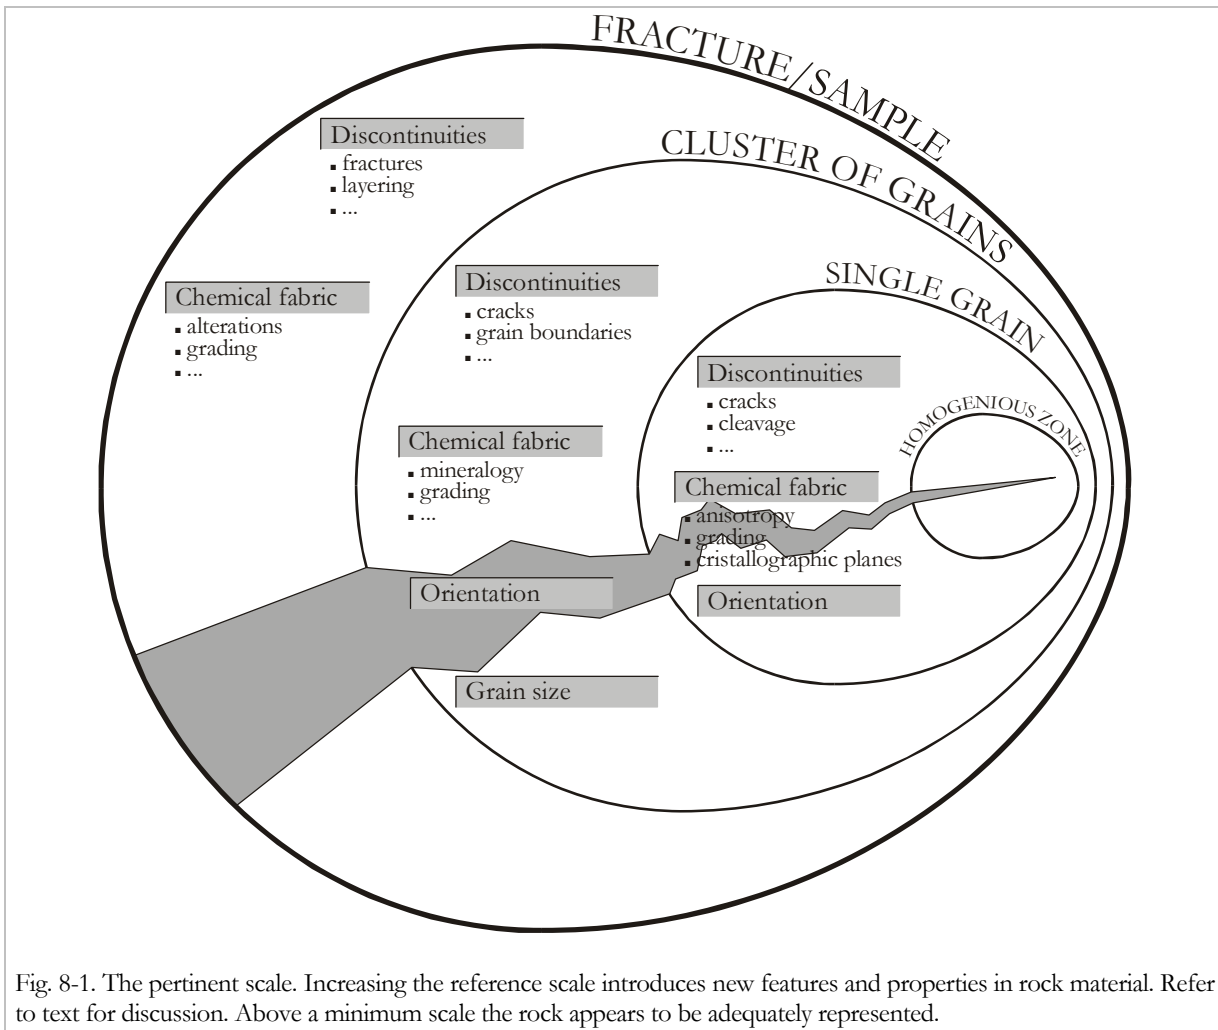 FRACTURE/SAMPLE
Discontinuities
▪ fractures
▪ layering
▪ ...
Chemical fabric
▪ alterations
▪ grading
▪ ...
CLUSTER OF GRAINS
Discontinuities
▪ cracks
▪ grain boundaries
▪ ...
Chemical fabric
▪ mineralogy
▪ grading
▪ ...
Orientation
Grain size
SINGLE GRAIN
Discontinuities
▪ cracks
▪ cleavage
▪ ...
Chemical fabric
▪ anisotropy
▪ grading
▪ cristallographic planes
Orientation
HOMOGENIOUS ZONE
Fig. 8-1. The pertinent scale. Increasing the reference scale introduces new features and properties in rock material. Refer
to text for discussion. Above a minimum scale the rock appears to be adequately represented.